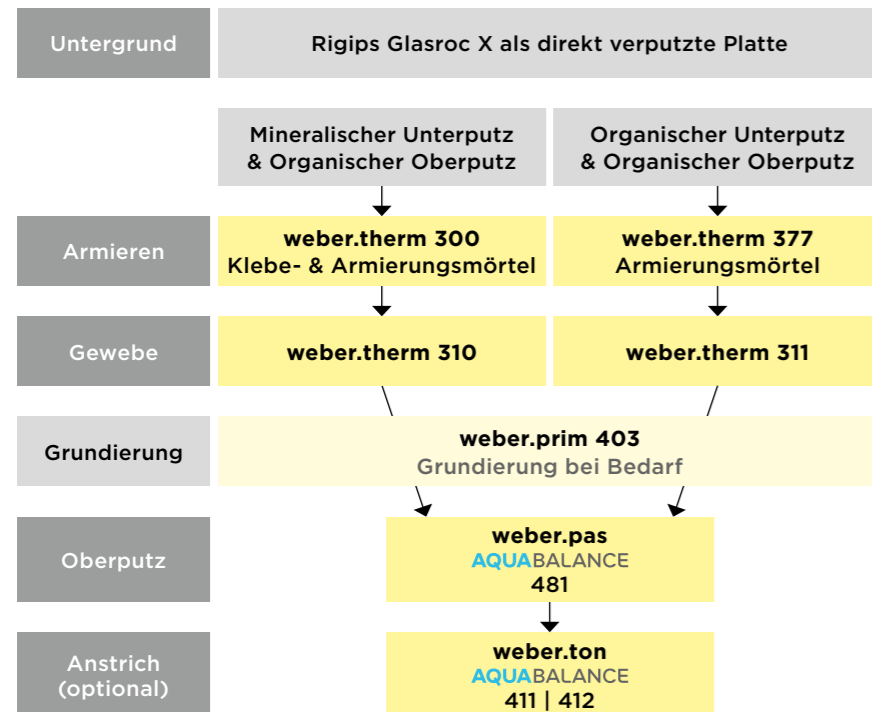 Untergrund
Rigips Glasroc X als direkt verputzte Platte
Mineralischer Unterputz
& Organischer Oberputz
Organischer Unterputz
& Organischer Oberputz
Armieren
weber.therm 300
Klebe- & Armierungsmörtel
weber.therm 377
Armierungsmörtel
Gewebe
weber.therm 310
weber.therm 311
Grundierung
weber.prim 403
Grundierung bei Bedarf
Oberputz
weber.pas
AQUABALANCE
481
Anstrich
(optional)
weber.ton
AQUABALANCE
411 | 412